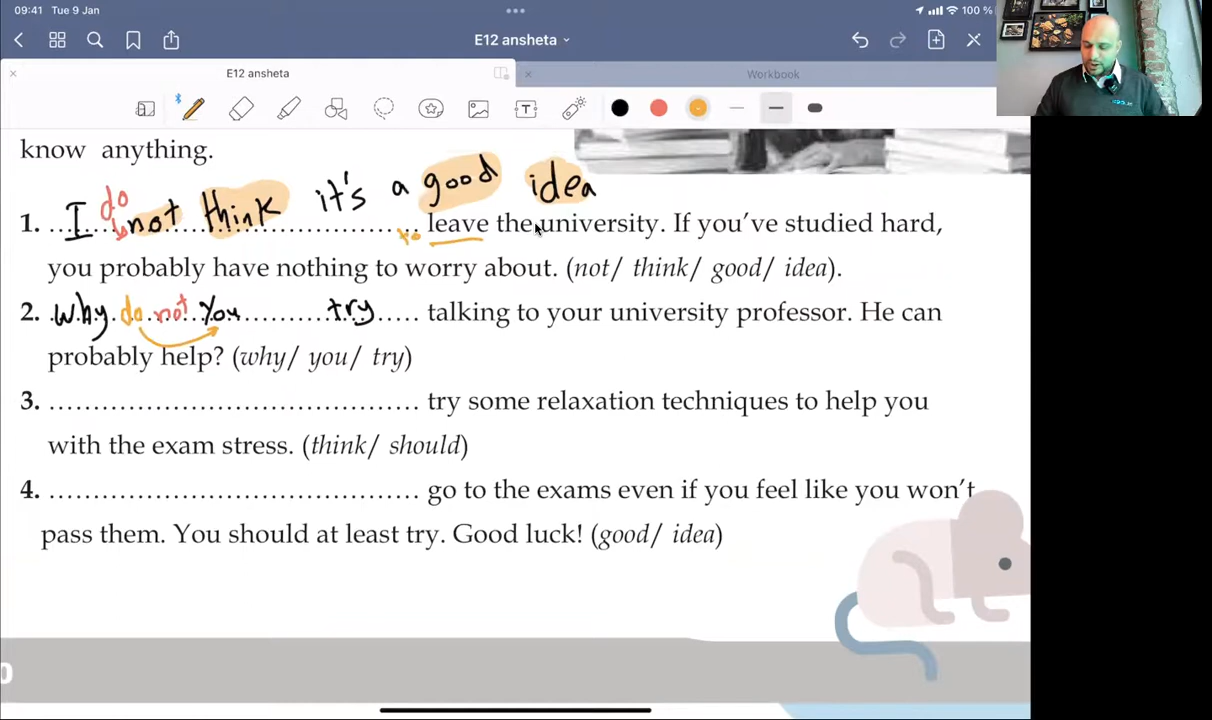 09:41 Tue 9 Jan
100 %
E12 ansheta
E12 ansheta
Workbook
know anything.
I do not think it's a good idea
1. ........................................ to leave the university. If you've studied hard,
you probably have nothing to worry about. (not/ think/ good/ idea).
2. Why do not you ........ try ..... talking to your university professor. He can
probably help? (why/ you/ try)
3. ........................................ try some relaxation techniques to help you
with the exam stress. (think/ should)
4. ........................................ go to the exams even if you feel like you won't
pass them. You should at least try. Good luck! (good/ idea)
0